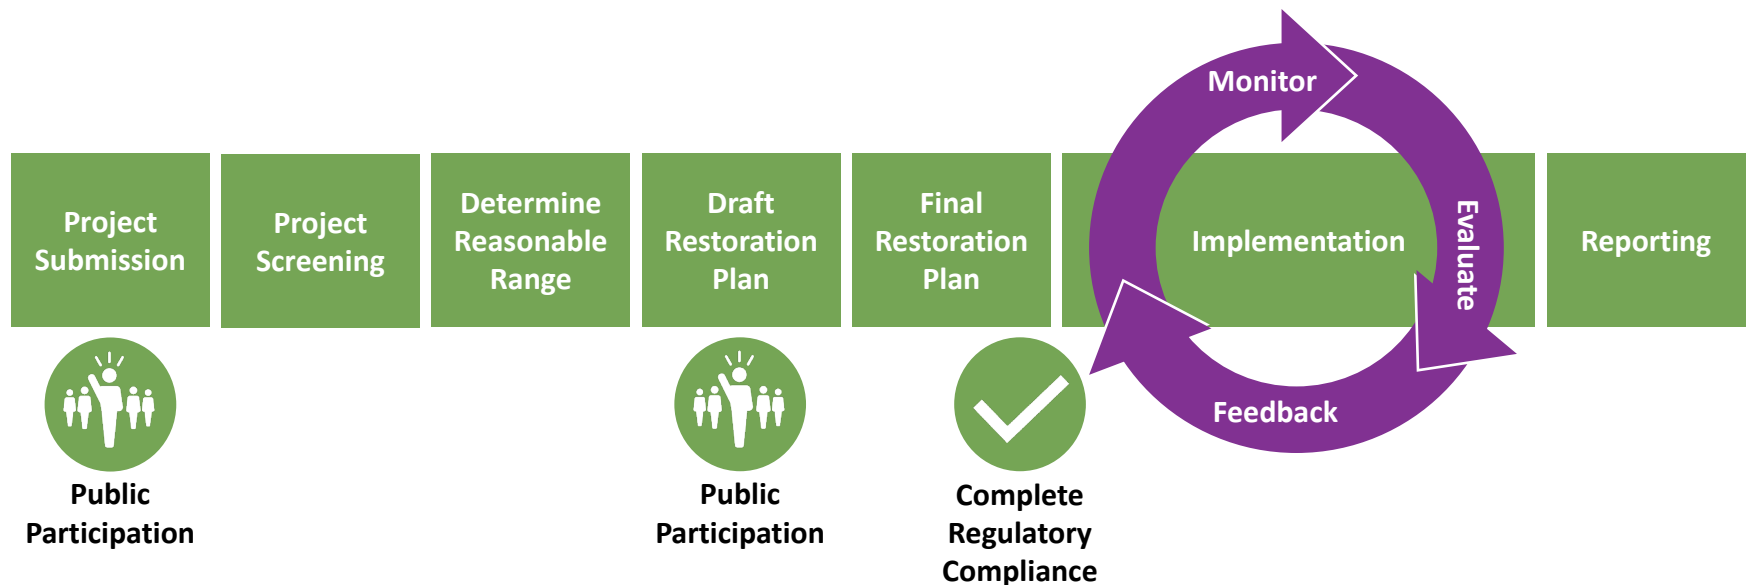 Monitor
Project
Submission
Project
Screening
Determine
Reasonable
Range
Draft
Restoration
Plan
Final
Restoration
Plan
Implementation
Evaluate
Reporting
Feedback
Public
Participation
Public
Participation
Complete
Regulatory
Compliance